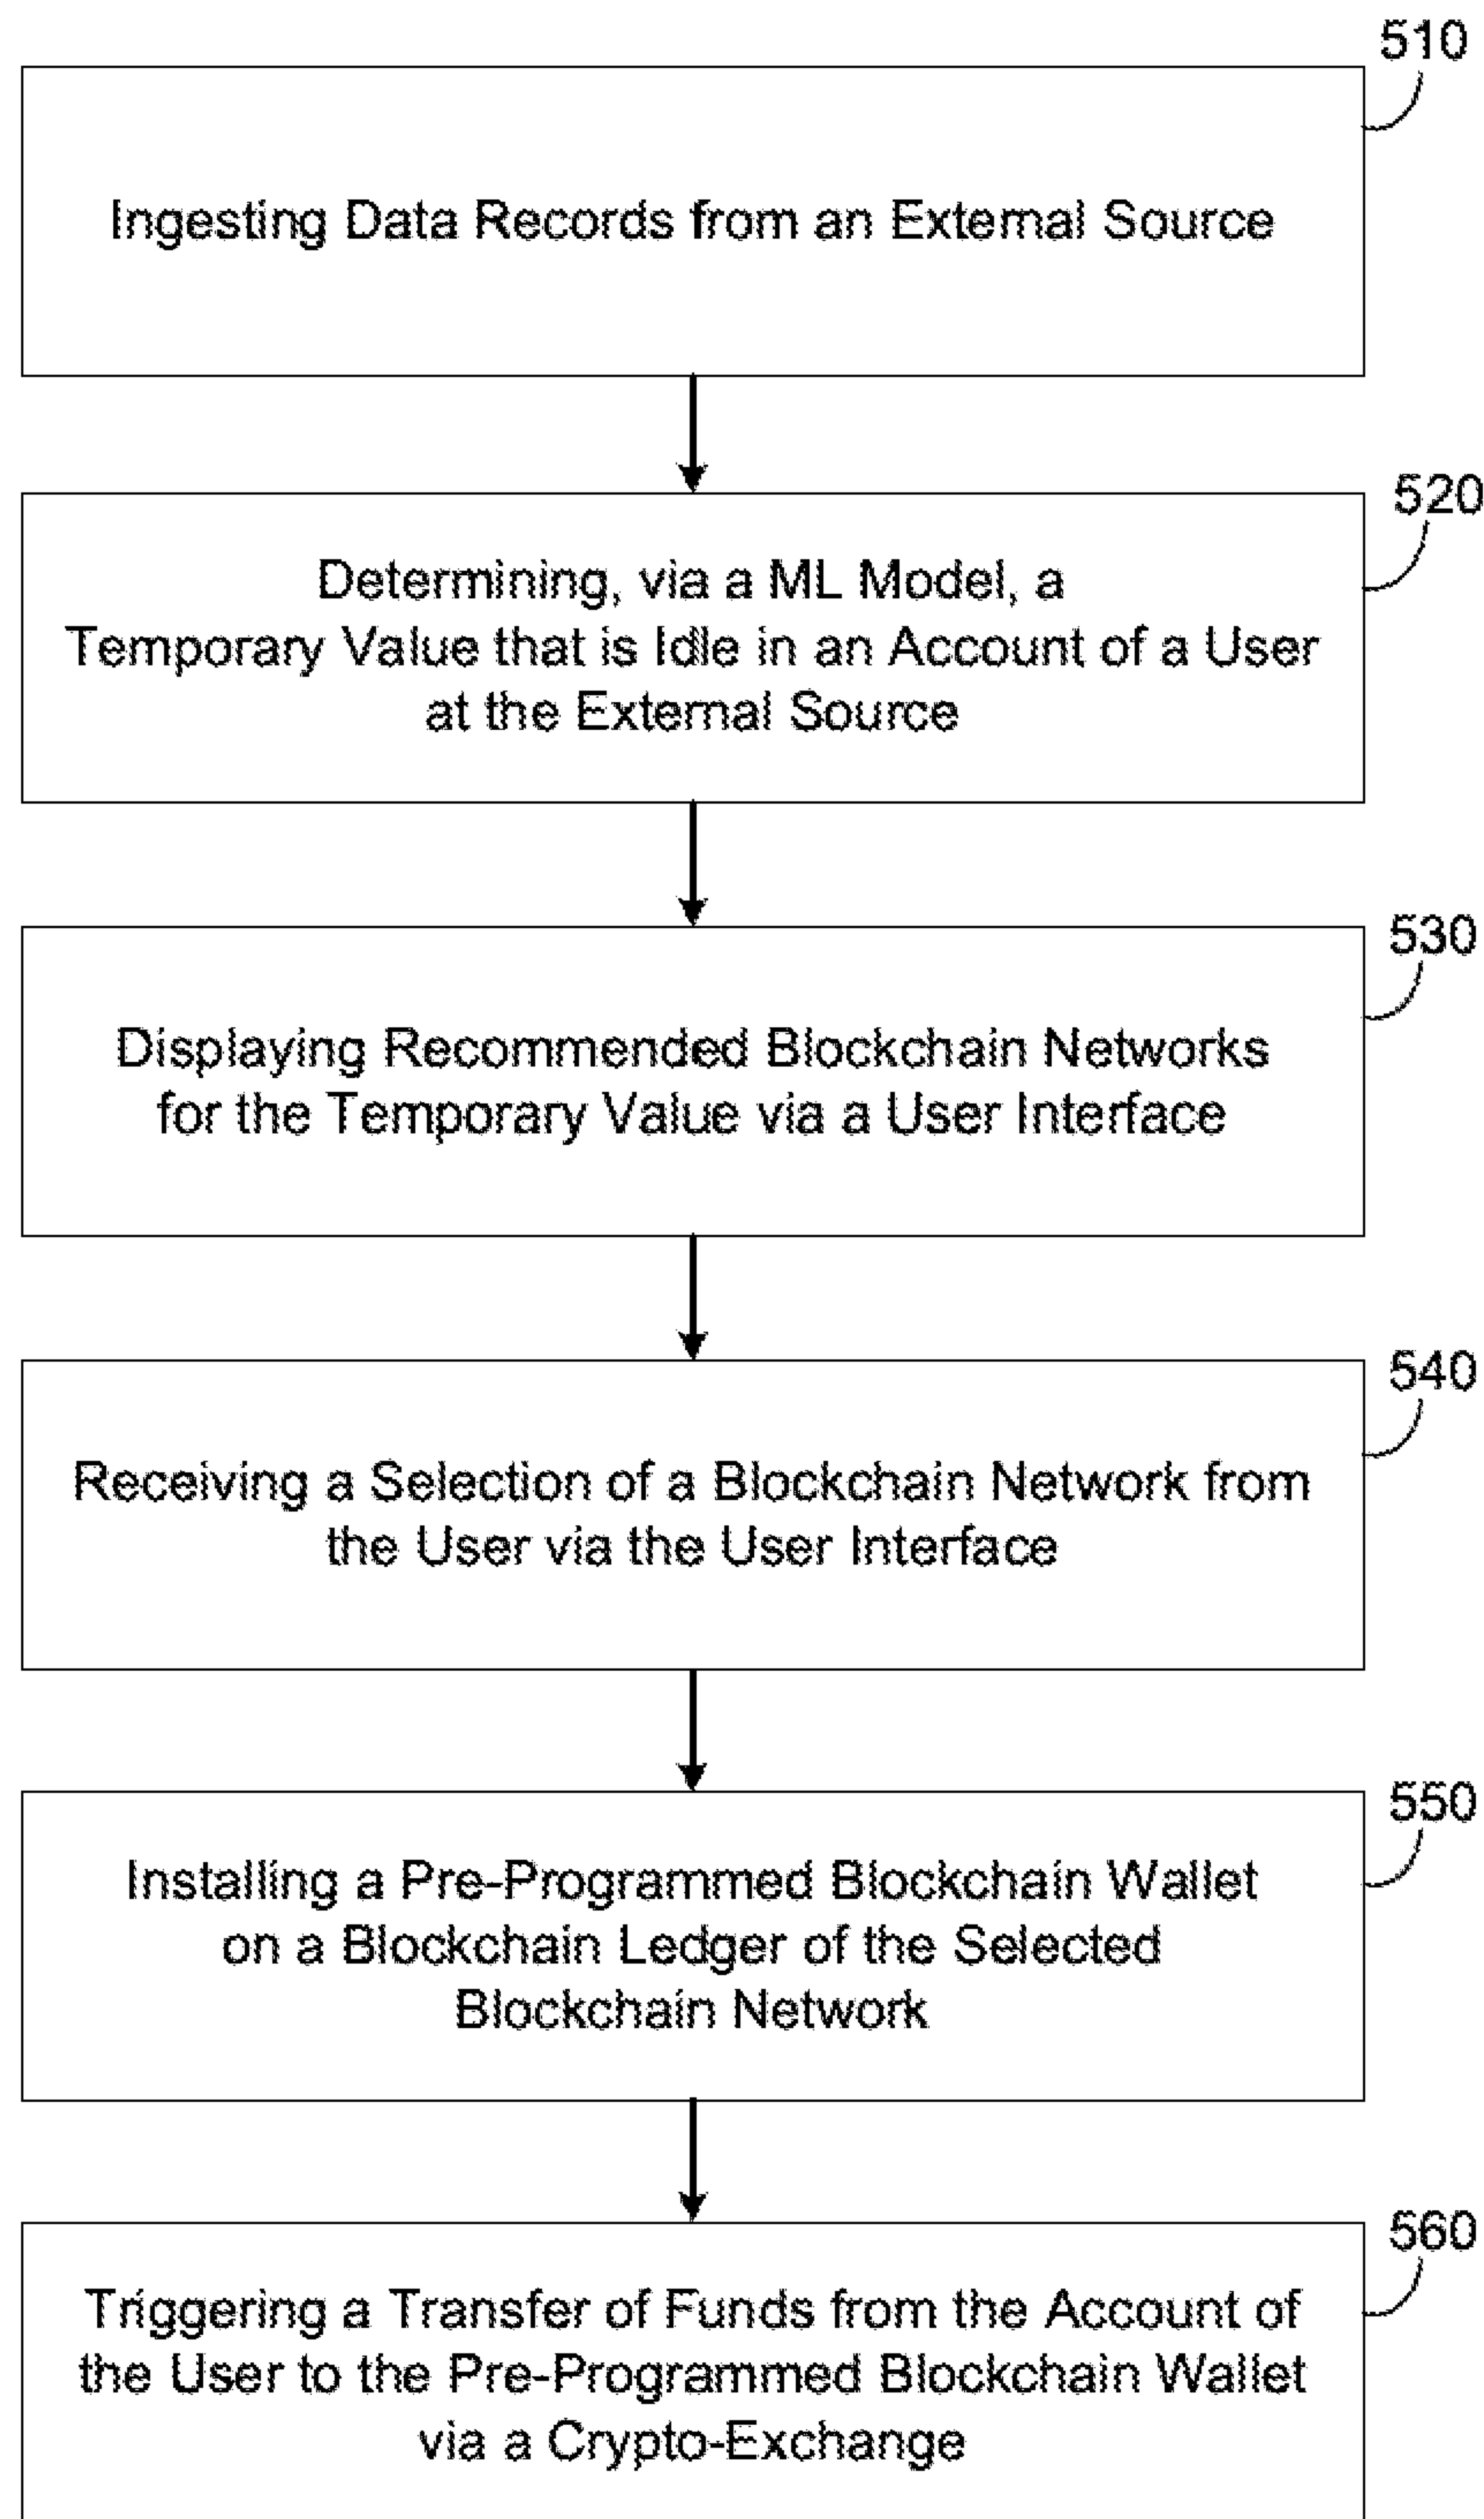 510
Ingesting Data Records from an External Source
520
Determining, via a ML Model, a
Temporary Value that is Idle in an Account of a User
at the External Source
530
Displaying Recommended Blockchain Networks
for the Temporary Value via a User Interface
540
Receiving a Selection of a Blockchain Network from
the User via the User Interface
550
Installing a Pre-Programmed Blockchain Wallet
on a Blockchain Ledger of the Selected
Blockchain Network
560
Triggering a Transfer of Funds from the Account of
the User to the Pre-Programmed Blockchain Wallet
via a Crypto-Exchange